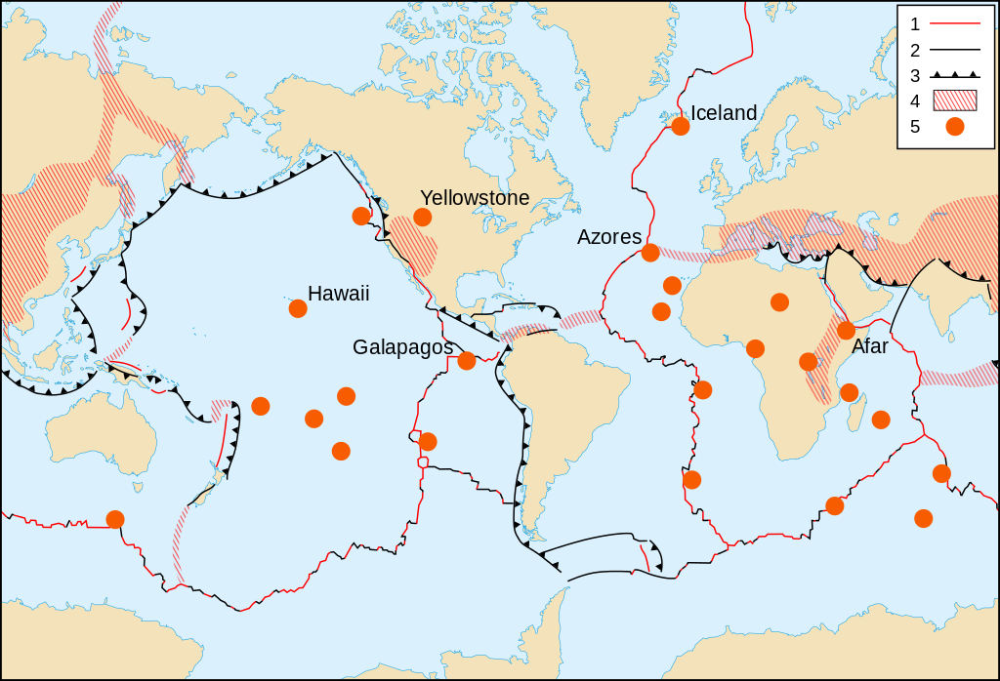 1
2
3
4
5
Iceland
Yellowstone
Azores
Hawaii
Galapagos
Afar